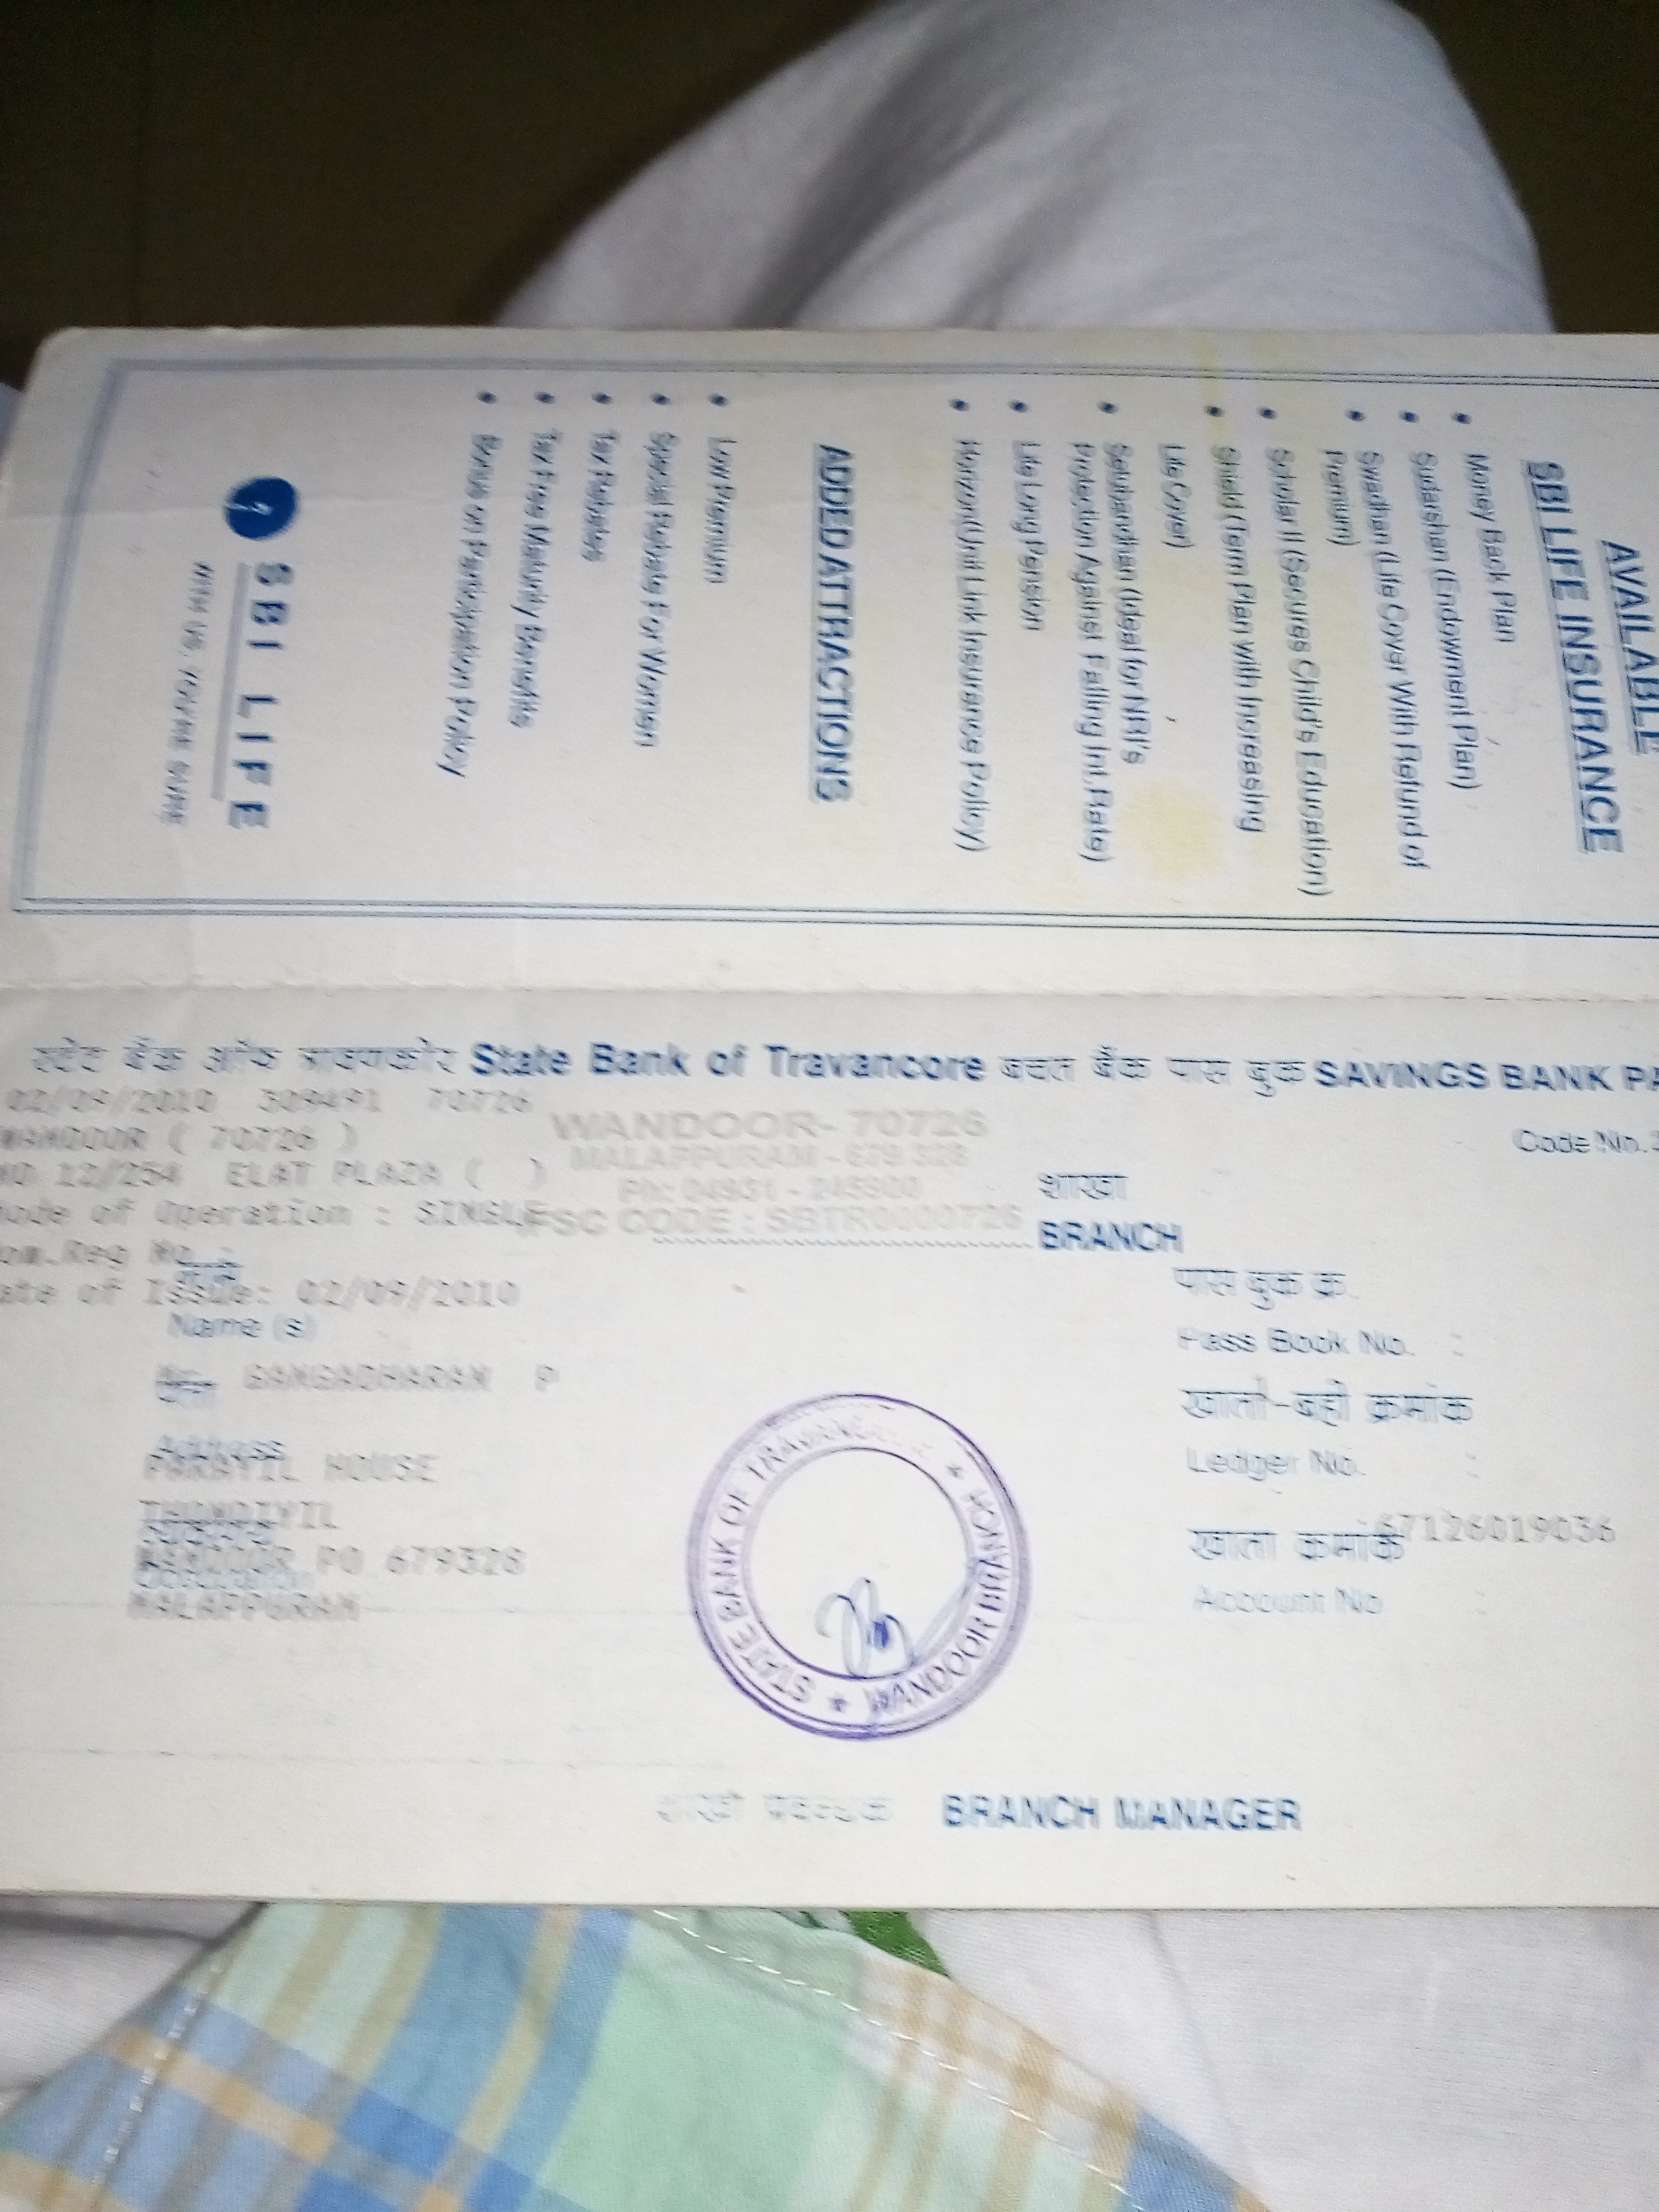 AVAILABLE
SBI LIFE INSURANCE
• Money Back Plan
• Sudarshan (Endowment Plan)
• Swadhan (Life Cover With Refund of
Premium)
• Scholar II (Secures Child's Education)
• Shield (Term Plan with Increasing
Life Cover)
• Setubandhan (Ideal for NRI's
Protection Against Falling Int.Rate)
• Life Long Pension
• Horizon(Unit Link Insurance Policy)
ADDED ATTRACTIONS
• Low Premium
• Special Rebate For Women
• Tax Rebates
• Tax Free Maturity Benefits
• Bonus on Participation Policy
SBI LIFE
WITH US, YOU'RE SURE
स्टेट बैंक ऑफ त्रावणकोर State Bank of Travancore बचत बैंक पास बुक SAVINGS BANK PA
02/09/2010 309491 70726
WANDOOR ( 70726 )
NO 12/254 ELAT PLAZA ( )
Mode of Operation : SINGLE
Nom.Reg No. :
Date of Issue: 02/09/2010
WANDOOR- 70726
MALAPPURAM - 679 328
Ph: 04931 - 245900
IFSC CODE : SBTR0000726
Code No.
शाखा
BRANCH
Name (s)
GANGADHARAN P
Address
PARAYIL HOUSE
THONDIYIL
WANDOOR PO 679328
Occupation
MALAPPURAM
पास बुक क्र.
Pass Book No. :
खाता-बही क्रमांक
Ledger No. :
खाता क्रमांक 67126019036
Account No :
STATE BANK OF TRAVANCORE ★ WANDOOR BRANCH ★
शाखा प्रबन्धक BRANCH MANAGER